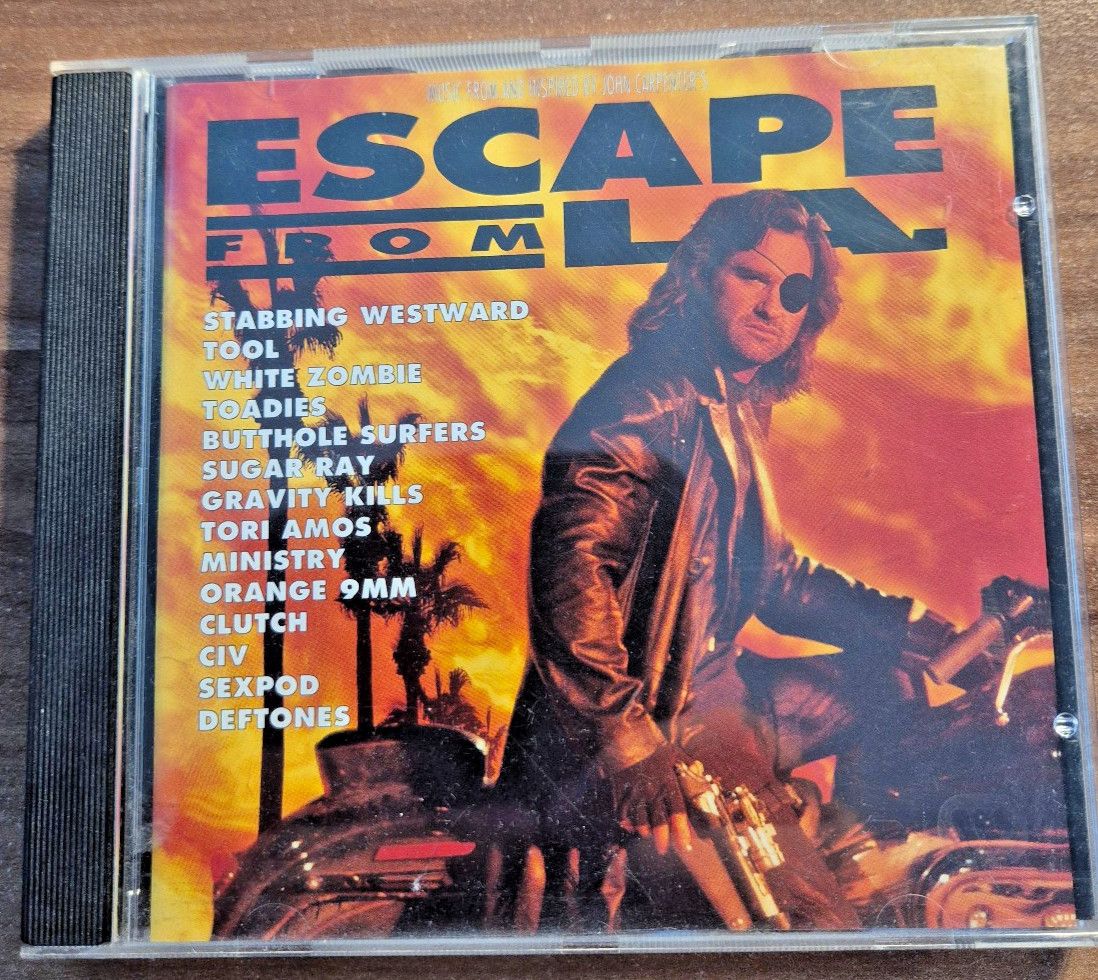 MUSIC FROM AND INSPIRED BY JOHN CARPENTER'S
ESCAPE
FROM L.A.
STABBING WESTWARD
TOOL
WHITE ZOMBIE
TOADIES
BUTTHOLE SURFERS
SUGAR RAY
GRAVITY KILLS
TORI AMOS
MINISTRY
ORANGE 9MM
CLUTCH
CIV
SEXPOD
DEFTONES